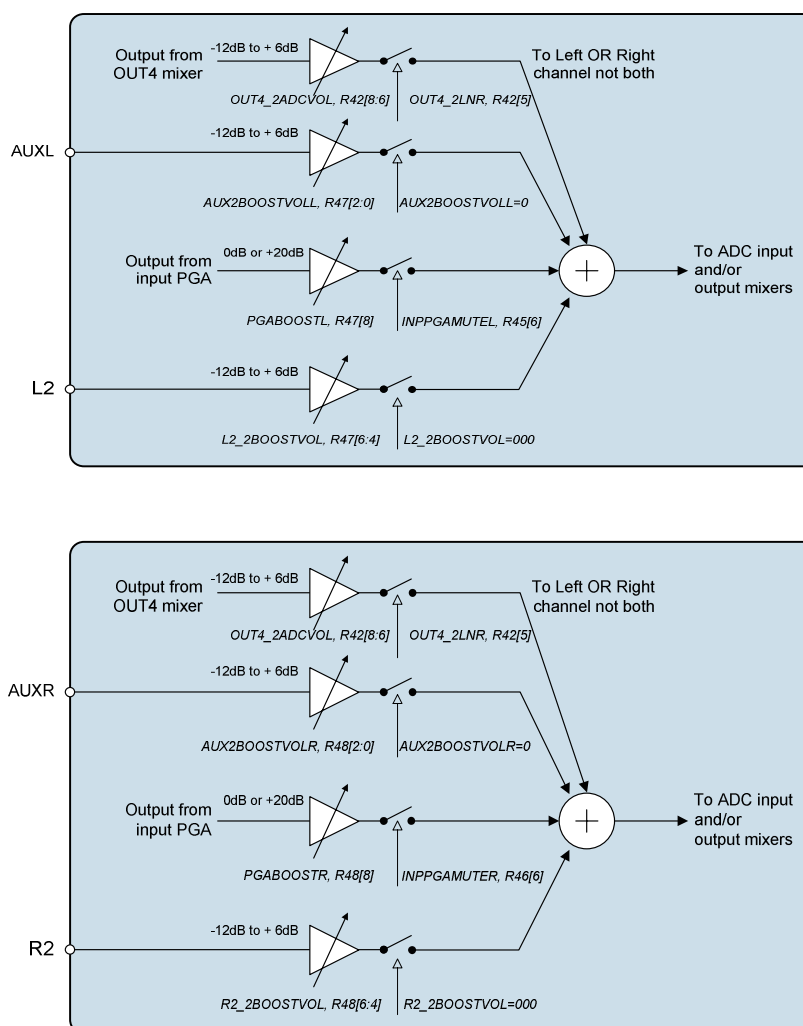 Output from
OUT4 mixer
-12dB to + 6dB
To Left OR Right
channel not both
OUT4_2ADCVOL, R42[8:6]
OUT4_2LNR, R42[5]
-12dB to + 6dB
AUXL
AUX2BOOSTVOLL, R47[2:0]
AUX2BOOSTVOLL=0
Output from
input PGA
0dB or +20dB
To ADC input
and/or
output mixers
PGABOOSTL, R47[8]
INPPGAMUTEL, R45[6]
-12dB to + 6dB
L2
L2_2BOOSTVOL, R47[6:4]
L2_2BOOSTVOL=000
Output from
OUT4 mixer
-12dB to + 6dB
To Left OR Right
channel not both
OUT4_2ADCVOL, R42[8:6]
OUT4_2LNR, R42[5]
-12dB to + 6dB
AUXR
AUX2BOOSTVOLR, R48[2:0]
AUX2BOOSTVOLR=0
Output from
input PGA
0dB or +20dB
To ADC input
and/or
output mixers
PGABOOSTR, R48[8]
INPPGAMUTER, R46[6]
-12dB to + 6dB
R2
R2_2BOOSTVOL, R48[6:4]
R2_2BOOSTVOL=000